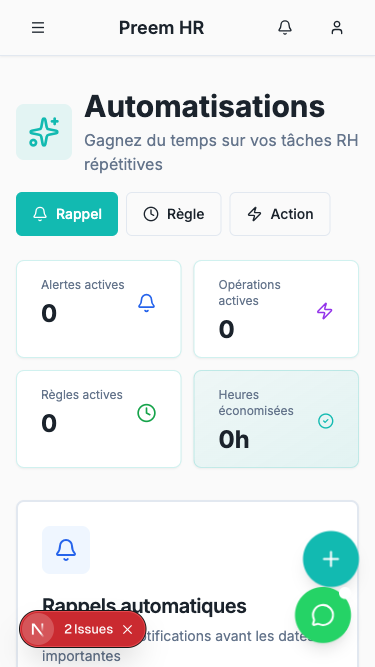 Preem HR
Automatisations
Gagnez du temps sur vos tâches RH
répétitives
Rappel
Règle
Action
Alertes actives
0
Opérations
actives
0
Règles actives
0
Heures
économisées
0h
Rappels automatiques
notifications avant les dates
importantes
N
2 Issues